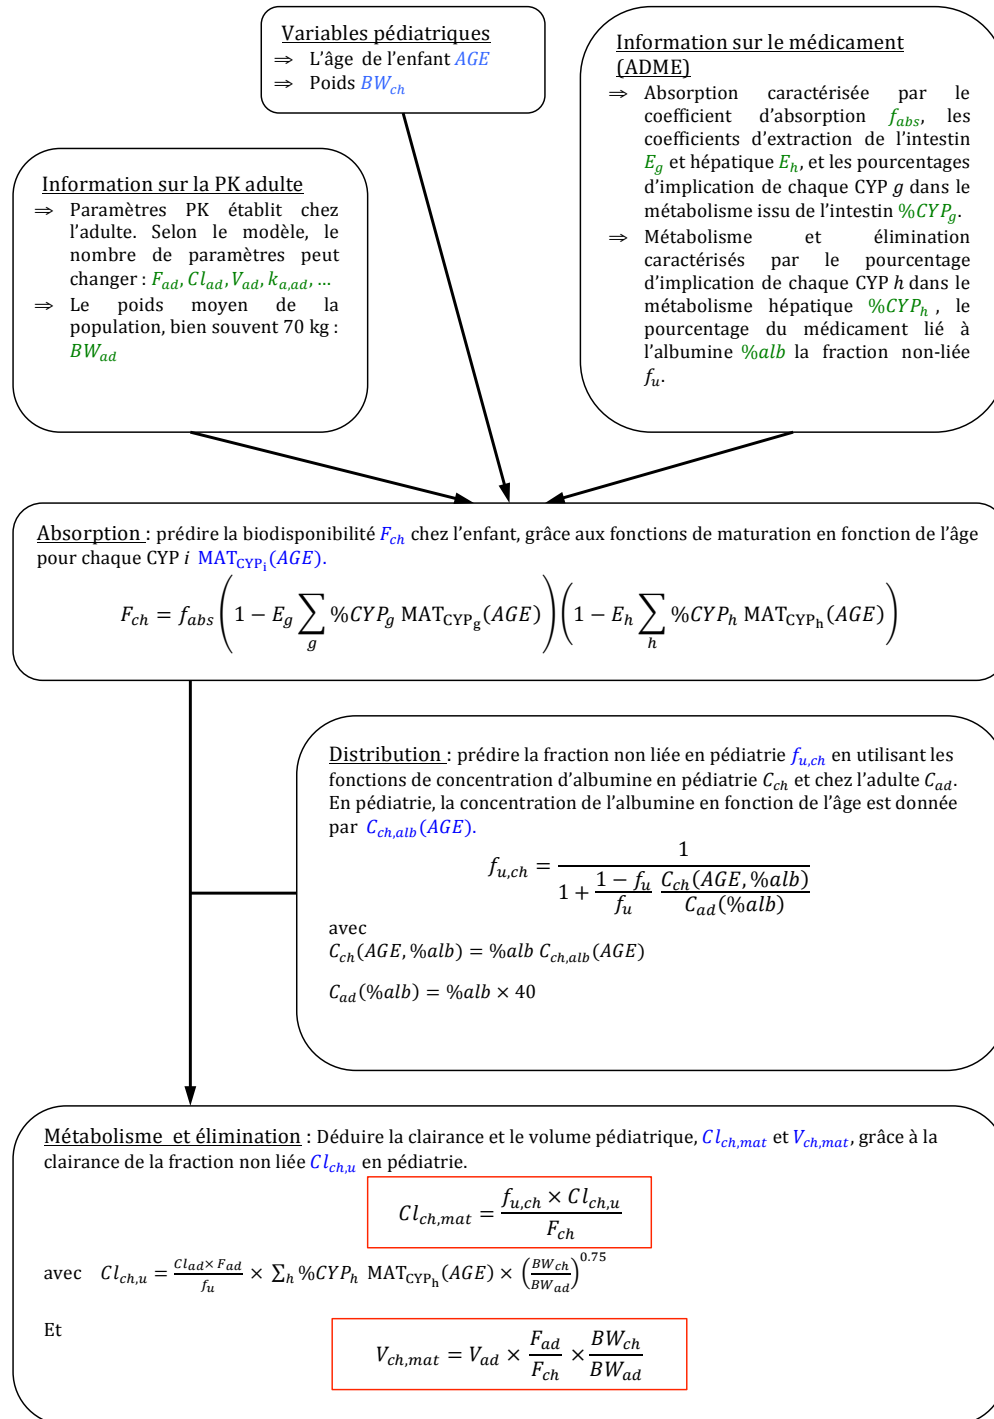 Variables pédiatriques
⇒ L'âge de l'enfant AGE
⇒ Poids BW_ch
Information sur le médicament
(ADME)
⇒ Absorption caractérisée par le
coefficient d'absorption f_abs, les
coefficients d'extraction de l'intestin
E_g et hépatique E_h, et les pourcentages
d'implication de chaque CYP g dans le
métabolisme issu de l'intestin %CYP_g.
⇒ Métabolisme et élimination
caractérisés par le pourcentage
d'implication de chaque CYP h dans le
métabolisme hépatique %CYP_h , le
pourcentage du médicament lié à
l'albumine %alb la fraction non-liée
f_u.
Information sur la PK adulte
⇒ Paramètres PK établit chez
l'adulte. Selon le modèle, le
nombre de paramètres peut
changer : F_ad, Cl_ad, V_ad, k_a,ad, …
⇒ Le poids moyen de la
population, bien souvent 70 kg :
BW_ad
Absorption : prédire la biodisponibilité F_ch chez l'enfant, grâce aux fonctions de maturation en fonction de l'âge
pour chaque CYP i MAT_CYP_i(AGE).
F_ch = f_abs (1 − E_g ∑_g %CYP_g MAT_CYP_g(AGE)) (1 − E_h ∑_h %CYP_h MAT_CYP_h(AGE))
Distribution : prédire la fraction non liée en pédiatrie f_u,ch en utilisant les
fonctions de concentration d'albumine en pédiatrie C_ch et chez l'adulte C_ad.
En pédiatrie, la concentration de l'albumine en fonction de l'âge est donnée
par C_ch,alb(AGE).
f_u,ch = 1 / (1 + (1 − f_u)/f_u C_ch(AGE, %alb)/C_ad(%alb))
avec
C_ch(AGE, %alb) = %alb C_ch,alb(AGE)
C_ad(%alb) = %alb × 40
Métabolisme et élimination : Déduire la clairance et le volume pédiatrique, Cl_ch,mat et V_ch,mat, grâce à la
clairance de la fraction non liée Cl_ch,u en pédiatrie.
Cl_ch,mat = (f_u,ch × Cl_ch,u) / F_ch
avec Cl_ch,u = (Cl_ad × F_ad)/f_u × ∑_h %CYP_h MAT_CYP_h(AGE) × (BW_ch/BW_ad)^0.75
Et
V_ch,mat = V_ad × F_ad/F_ch × BW_ch/BW_ad